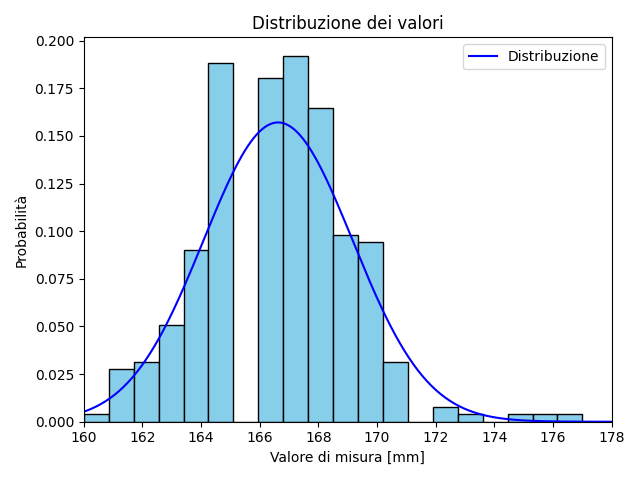 Distribuzione dei valori
Distribuzione
Probabilità
0.200
0.175
0.150
0.125
0.100
0.075
0.050
0.025
0.000
160 162 164 166 168 170 172 174 176 178
Valore di misura [mm]